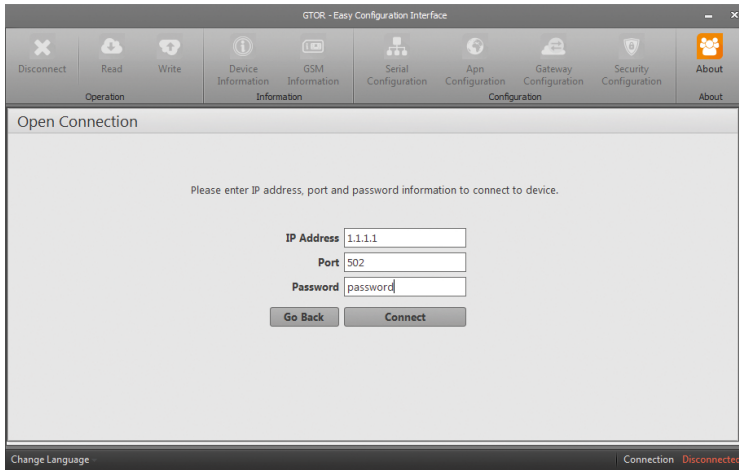 GTOR - Easy Configuration Interface
Disconnect Read Write Device Information GSM Information Serial Configuration Apn Configuration Gateway Configuration Security Configuration About
Operation Information Configuration About
Open Connection
Please enter IP address, port and password information to connect to device.
IP Address 1.1.1.1
Port 502
Password password
Go Back Connect
Change Language Connection Disconnected